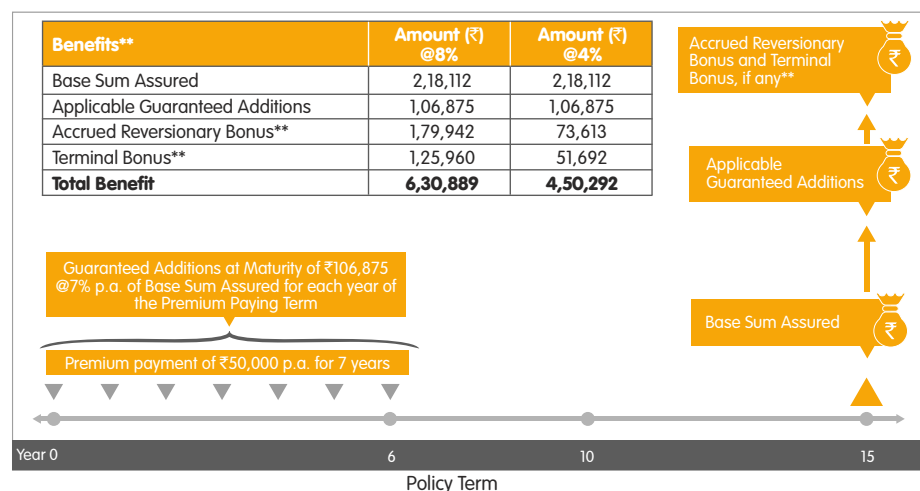 Benefits** Amount (₹) @8% Amount (₹) @4%
Base Sum Assured 2,18,112 2,18,112
Applicable Guaranteed Additions 1,06,875 1,06,875
Accrued Reversionary Bonus** 1,79,942 73,613
Terminal Bonus** 1,25,960 51,692
Total Benefit 6,30,889 4,50,292
Accrued Reversionary
Bonus and Terminal
Bonus, if any**
₹
Applicable
Guaranteed Additions
₹
Base Sum Assured
₹
Guaranteed Additions at Maturity of ₹106,875
@7% p.a. of Base Sum Assured for each year of
the Premium Paying Term
Premium payment of ₹50,000 p.a. for 7 years
Year 0 6 10 15
Policy Term